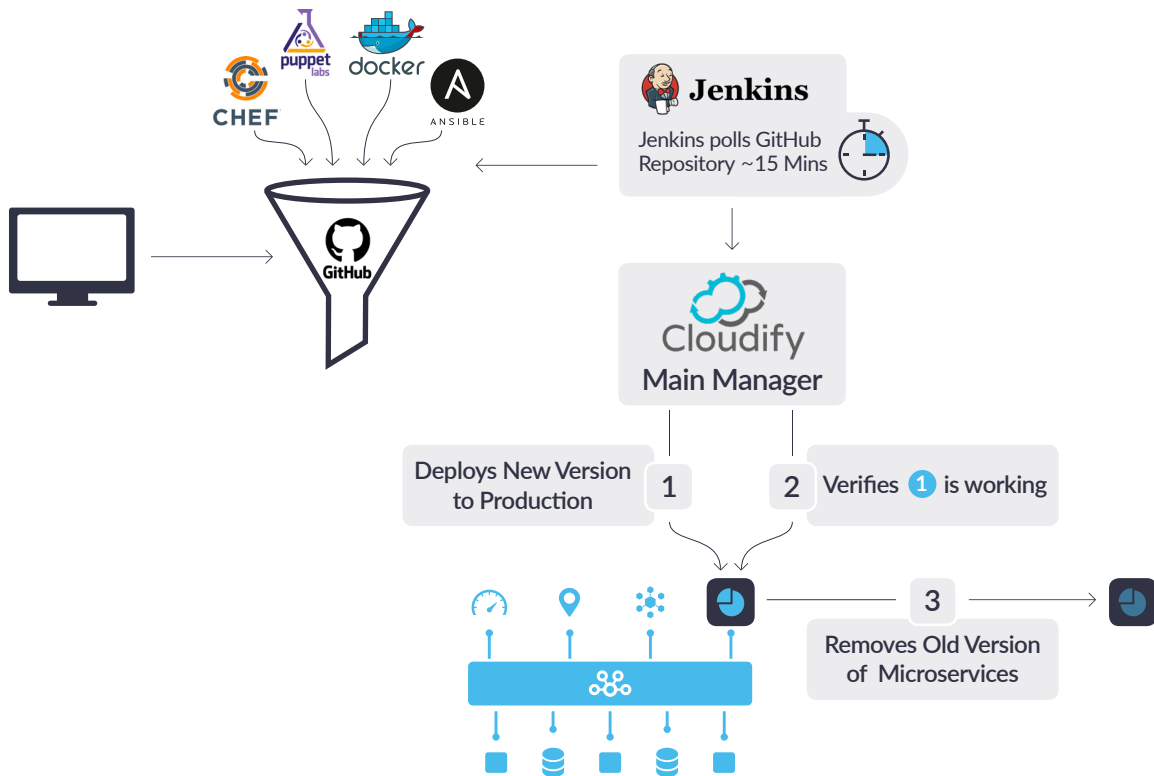 puppet
labs
docker
CHEF
ANSIBLE
Jenkins
Jenkins polls GitHub
Repository ~15 Mins
GitHub
Cloudify
Main Manager
Deploys New Version
to Production
1
2
Verifies 1 is working
3
Removes Old Version
of Microservices